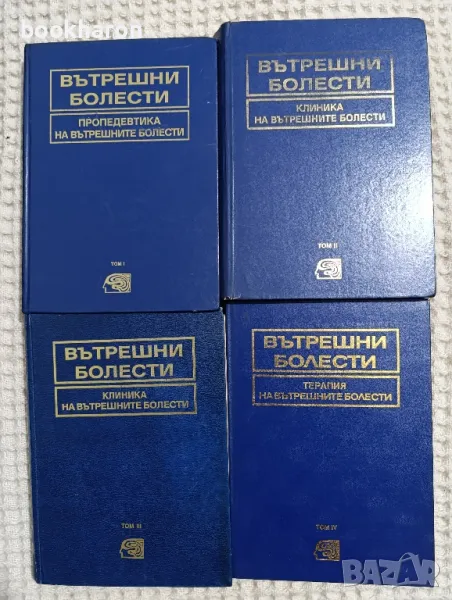 bookharon
ВЪТРЕШНИ
БОЛЕСТИ
ПРОПЕДЕВТИКА
НА ВЪТРЕШНИТЕ БОЛЕСТИ
ТОМ I
ВЪТРЕШНИ
БОЛЕСТИ
КЛИНИКА
НА ВЪТРЕШНИТЕ БОЛЕСТИ
ТОМ II
ВЪТРЕШНИ
БОЛЕСТИ
КЛИНИКА
НА ВЪТРЕШНИТЕ БОЛЕСТИ
ТОМ III
ВЪТРЕШНИ
БОЛЕСТИ
ТЕРАПИЯ
НА ВЪТРЕШНИТЕ БОЛЕСТИ
ТОМ IV
BAZAR